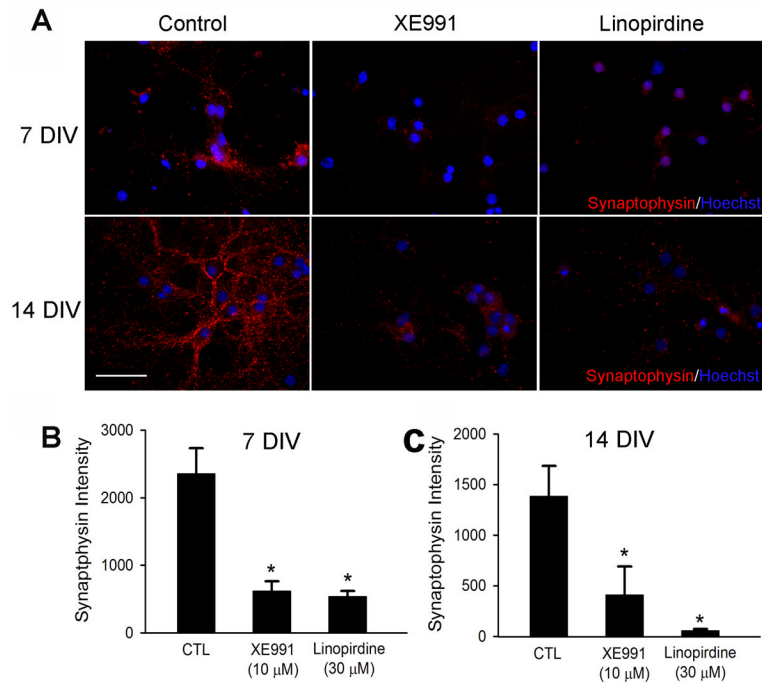 A
Control
XE991
Linopirdine
7 DIV
Synaptophysin/Hoechst
14 DIV
Synaptophysin/Hoechst
B
7 DIV
Synaptphysin Intensity
3000
2000
1000
0
CTL
XE991
(10 μM)
Linopirdine
(30 μM)
*
*
C
14 DIV
Synaptophysin Intensity
2000
1500
1000
500
0
CTL
XE991
(10 μM)
Linopirdine
(30 μM)
*
*